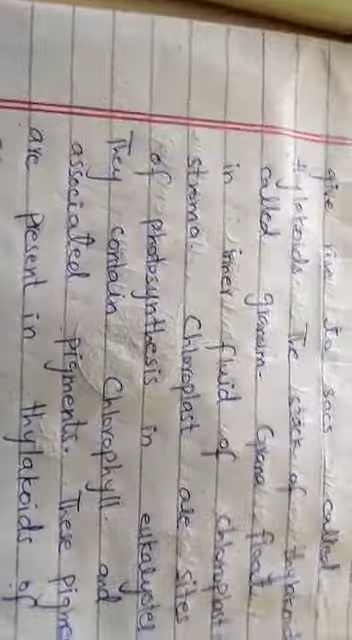 give rise to sacs called
thylakoids. The stack of thylako
called granum. Grana float
in inner fluid of chloroplast
stroma. Chloroplast are sites
of photosynthesis in eukaryotes
They contain Chlorophyll and
associated pigments. These pigme
are present in thylakoids of